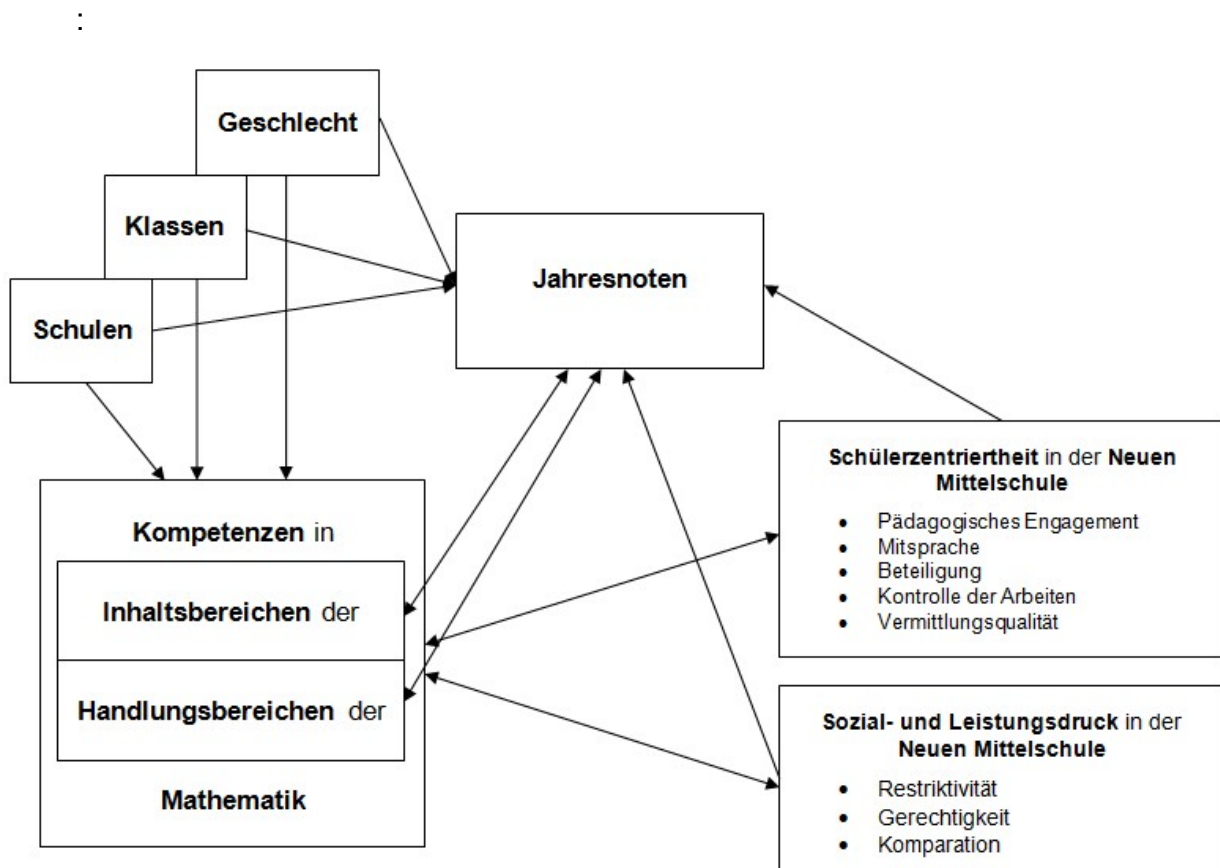 :
Geschlecht
Klassen
Schulen
Jahresnoten
Kompetenzen in
Inhaltsbereichen der
Handlungsbereichen der
Mathematik
Schülerzentriertheit in der Neuen
Mittelschule
• Pädagogisches Engagement
• Mitsprache
• Beteiligung
• Kontrolle der Arbeiten
• Vermittlungsqualität
Sozial- und Leistungsdruck in der
Neuen Mittelschule
• Restriktivität
• Gerechtigkeit
• Komparation